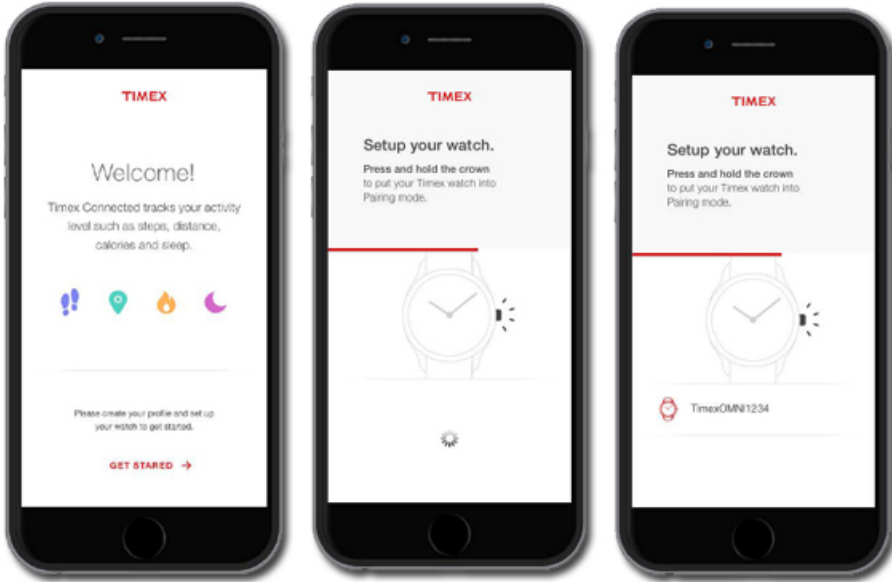 TIMEX
Welcome!
Timex Connected tracks your activity
level such as steps, distance,
calories and sleep.
Please create your profile and set up
your watch to get started.
GET STARED →
TIMEX
Setup your watch.
Press and hold the crown
to put your Timex watch into
Pairing mode.
TIMEX
Setup your watch.
Press and hold the crown
to put your Timex watch into
Pairing mode.
TimexOMNI1234